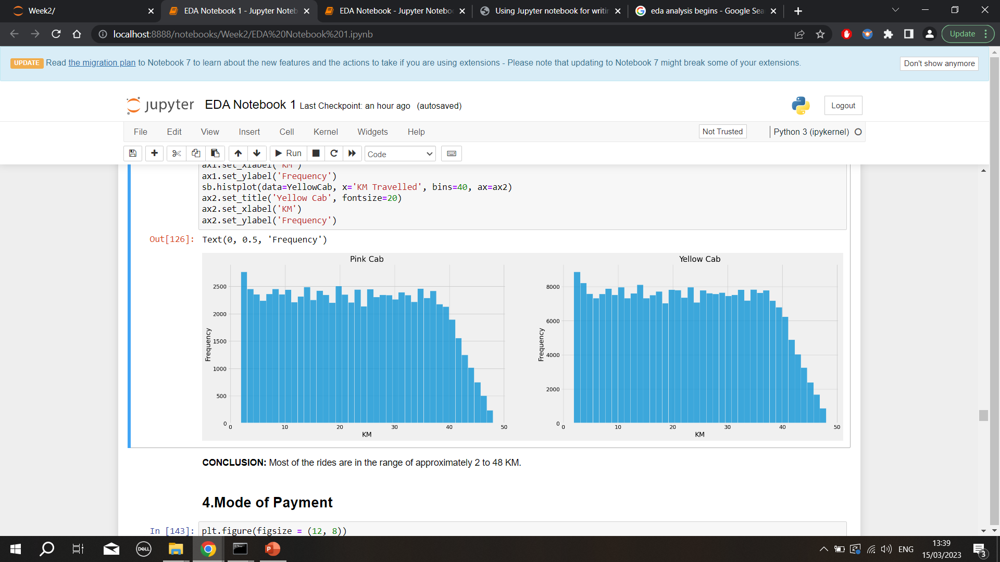 Week2/
EDA Notebook 1 - Jupyter Noteb
EDA Notebook - Jupyter Noteboo
Using Jupyter notebook for writin
eda analysis begins - Google Sea
localhost:8888/notebooks/Week2/EDA%20Notebook%201.ipynb
Update
UPDATE Read the migration plan to Notebook 7 to learn about the new features and the actions to take if you are using extensions - Please note that updating to Notebook 7 might break some of your extensions.
Don't show anymore
jupyter EDA Notebook 1 Last Checkpoint: an hour ago (autosaved)
Logout
File Edit View Insert Cell Kernel Widgets Help
Not Trusted
Python 3 (ipykernel)
Run
Code
ax1.set_xlabel('KM')
ax1.set_ylabel('Frequency')
sb.histplot(data=YellowCab, x='KM Travelled', bins=40, ax=ax2)
ax2.set_title('Yellow Cab', fontsize=20)
ax2.set_xlabel('KM')
ax2.set_ylabel('Frequency')
Out[126]: Text(0, 0.5, 'Frequency')
Pink Cab
2500
2000
1500
1000
500
0
Frequency
0 10 20 30 40 50
KM
Yellow Cab
8000
6000
4000
2000
0
Frequency
0 10 20 30 40 50
KM
CONCLUSION: Most of the rides are in the range of approximately 2 to 48 KM.
4.Mode of Payment
In [143]: plt.figure(figsize = (12, 8))
DELL
P
ENG
13:39
15/03/2023
3